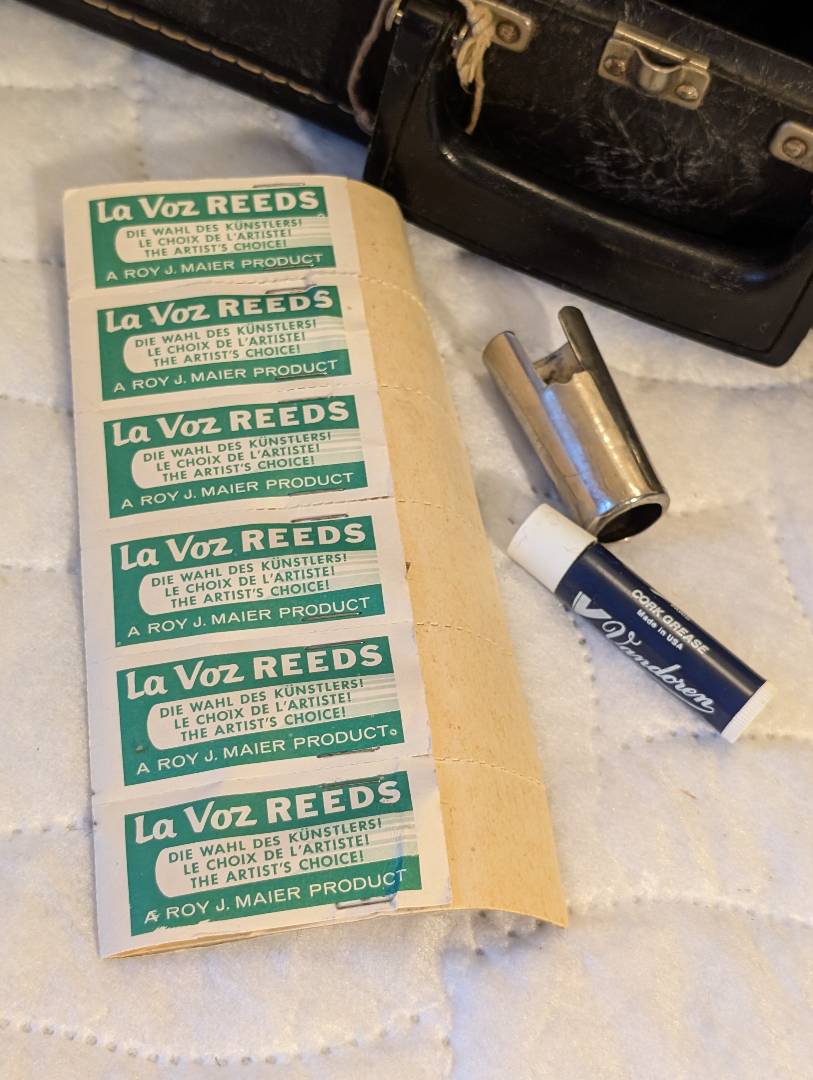 La Voz REEDS
DIE WAHL DES KÜNSTLERS!
LE CHOIX DE L'ARTISTE!
THE ARTIST'S CHOICE!
A ROY J. MAIER PRODUCT
La Voz REEDS
DIE WAHL DES KÜNSTLERS!
LE CHOIX DE L'ARTISTE!
THE ARTIST'S CHOICE!
A ROY J. MAIER PRODUCT
La Voz REEDS
DIE WAHL DES KÜNSTLERS!
LE CHOIX DE L'ARTISTE!
THE ARTIST'S CHOICE!
A ROY J. MAIER PRODUCT
La Voz REEDS
DIE WAHL DES KÜNSTLERS!
LE CHOIX DE L'ARTISTE!
THE ARTIST'S CHOICE!
A ROY J. MAIER PRODUCT
La Voz REEDS
DIE WAHL DES KÜNSTLERS!
LE CHOIX DE L'ARTISTE!
THE ARTIST'S CHOICE!
A ROY J. MAIER PRODUCT
La Voz REEDS
DIE WAHL DES KÜNSTLERS!
LE CHOIX DE L'ARTISTE!
THE ARTIST'S CHOICE!
A ROY J. MAIER PRODUCT
CORK GREASE
Made in USA
Vandoren